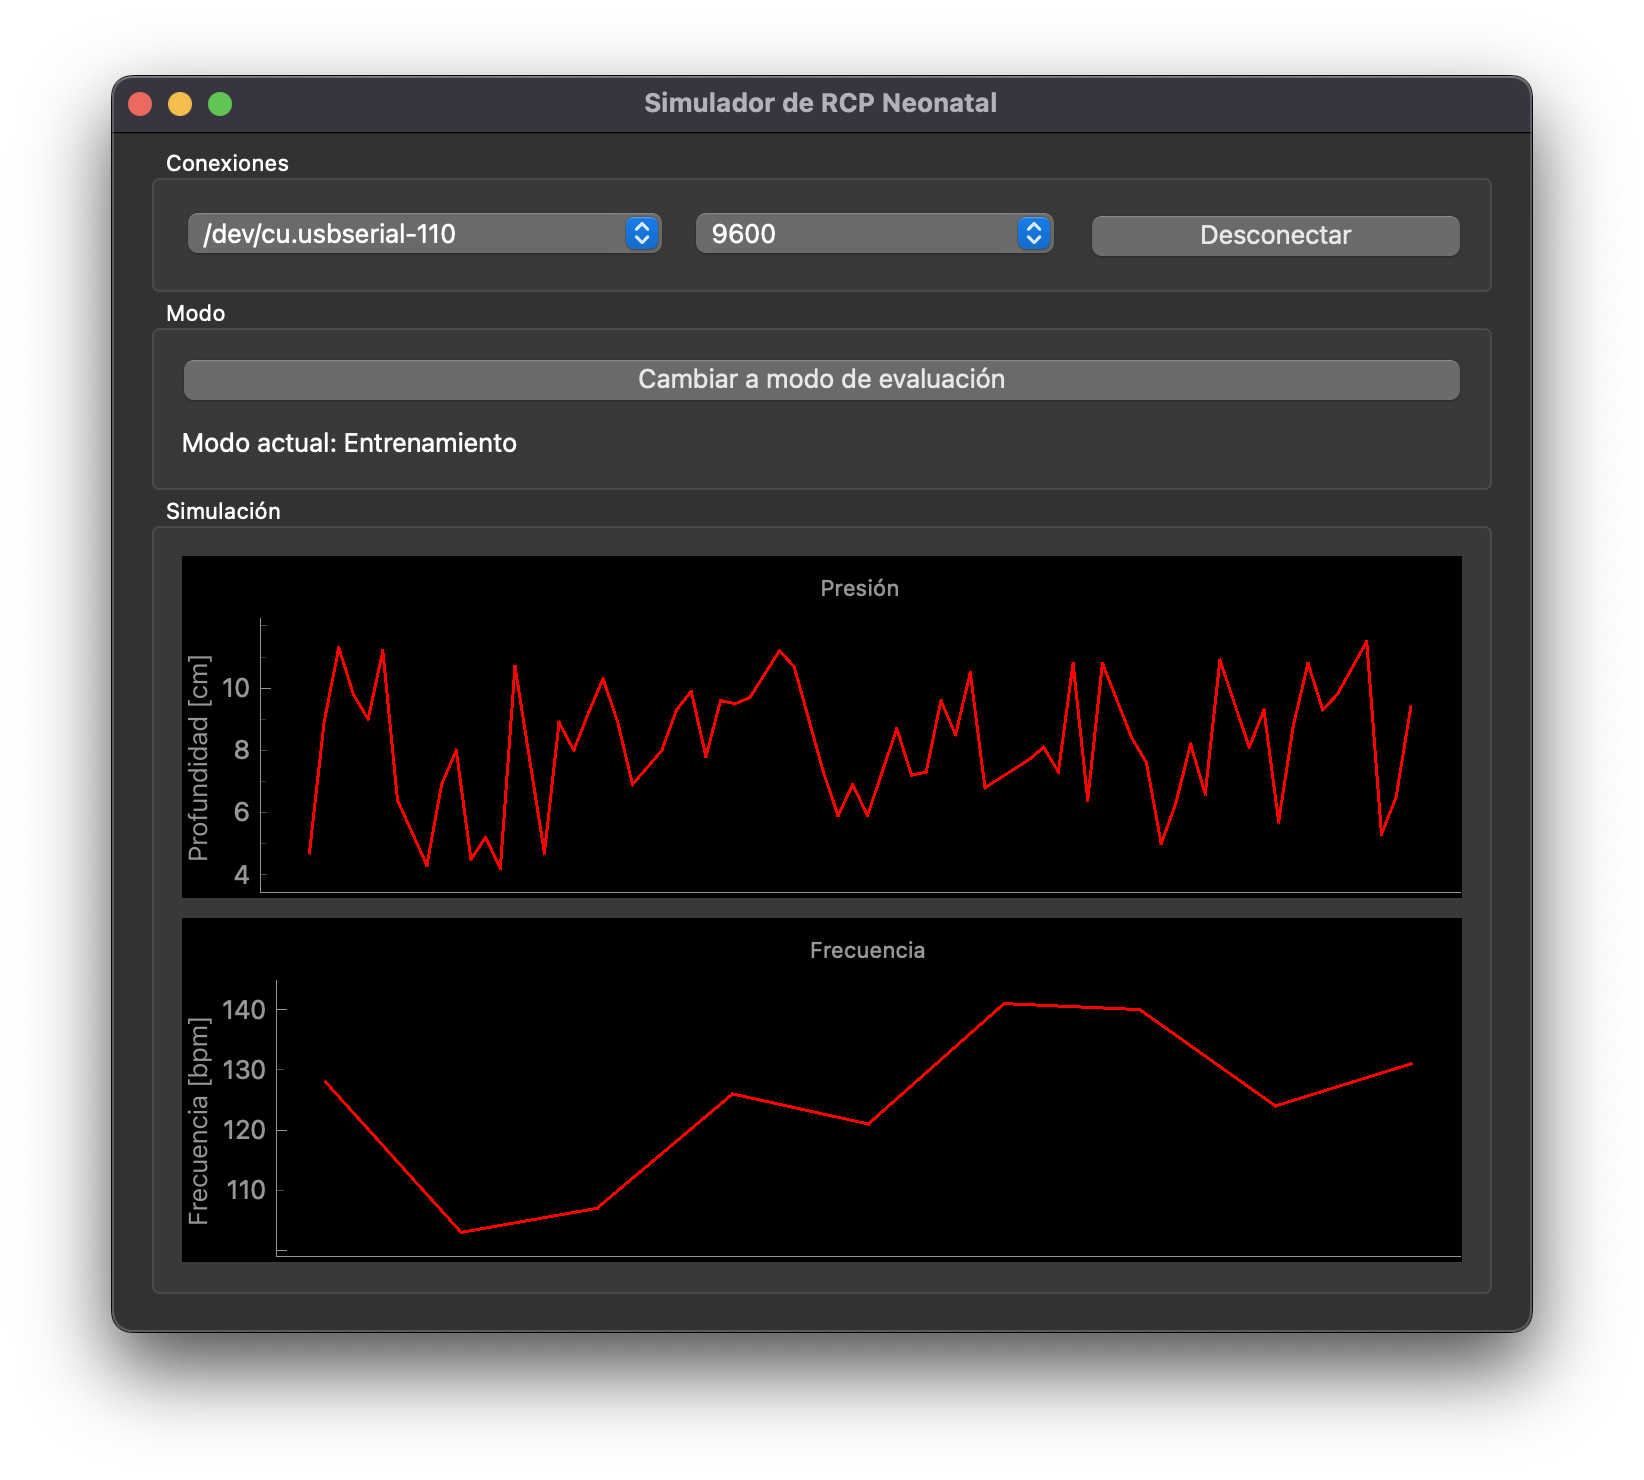 Simulador de RCP Neonatal
Conexiones
/dev/cu.usbserial-110
9600
Desconectar
Modo
Cambiar a modo de evaluación
Modo actual: Entrenamiento
Simulación
Presión
Profundidad [cm]
10
8
6
4
Frecuencia
Frecuencia [bpm]
140
130
120
110